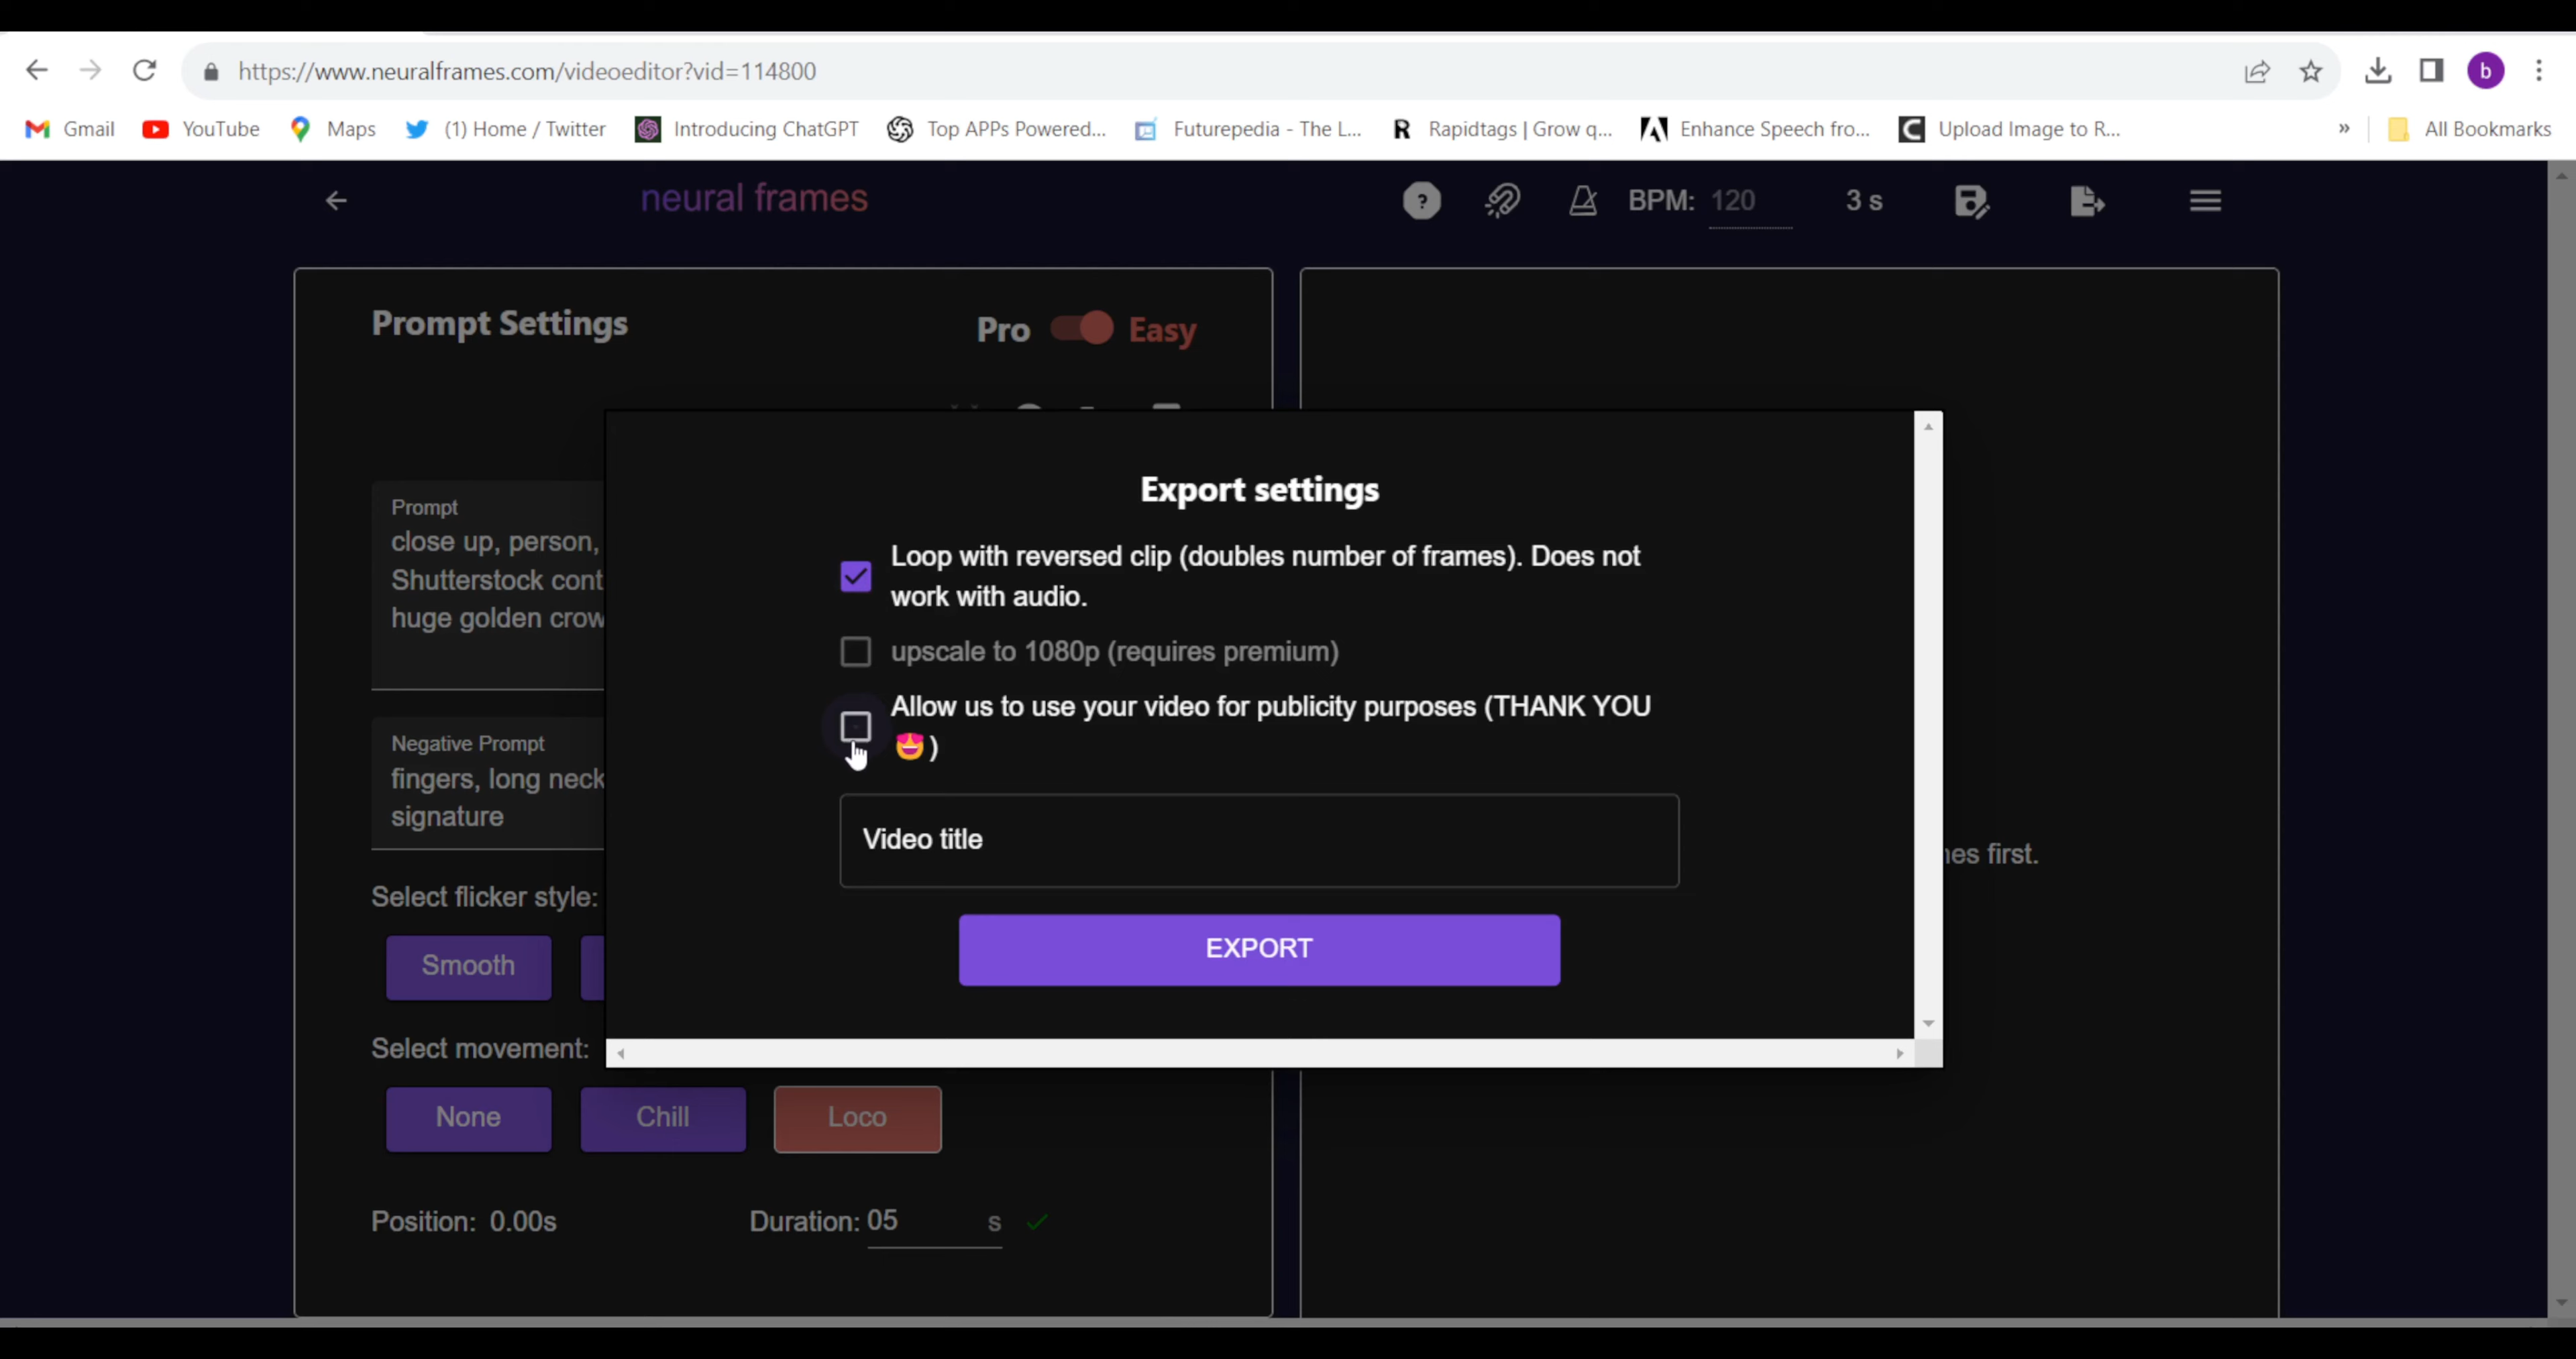 https://www.neuralframes.com/videoeditor?vid=114800
b
Gmail YouTube Maps (1) Home / Twitter Introducing ChatGPT Top APPs Powered... Futurepedia - The L... R Rapidtags | Grow q... Enhance Speech fro... Upload Image to R... » All Bookmarks
neural frames
? BPM: 120 3 s
Prompt Settings
Pro Easy
Export settings
Loop with reversed clip (doubles number of frames). Does not
work with audio.
upscale to 1080p (requires premium)
Allow us to use your video for publicity purposes (THANK YOU
😍)
Video title
EXPORT
Prompt
close up, person,
Shutterstock cont
huge golden crow
Negative Prompt
fingers, long neck
signature
first.
Select flicker style:
Smooth
Select movement:
None Chill Loco
Position: 0.00s Duration: 05 s